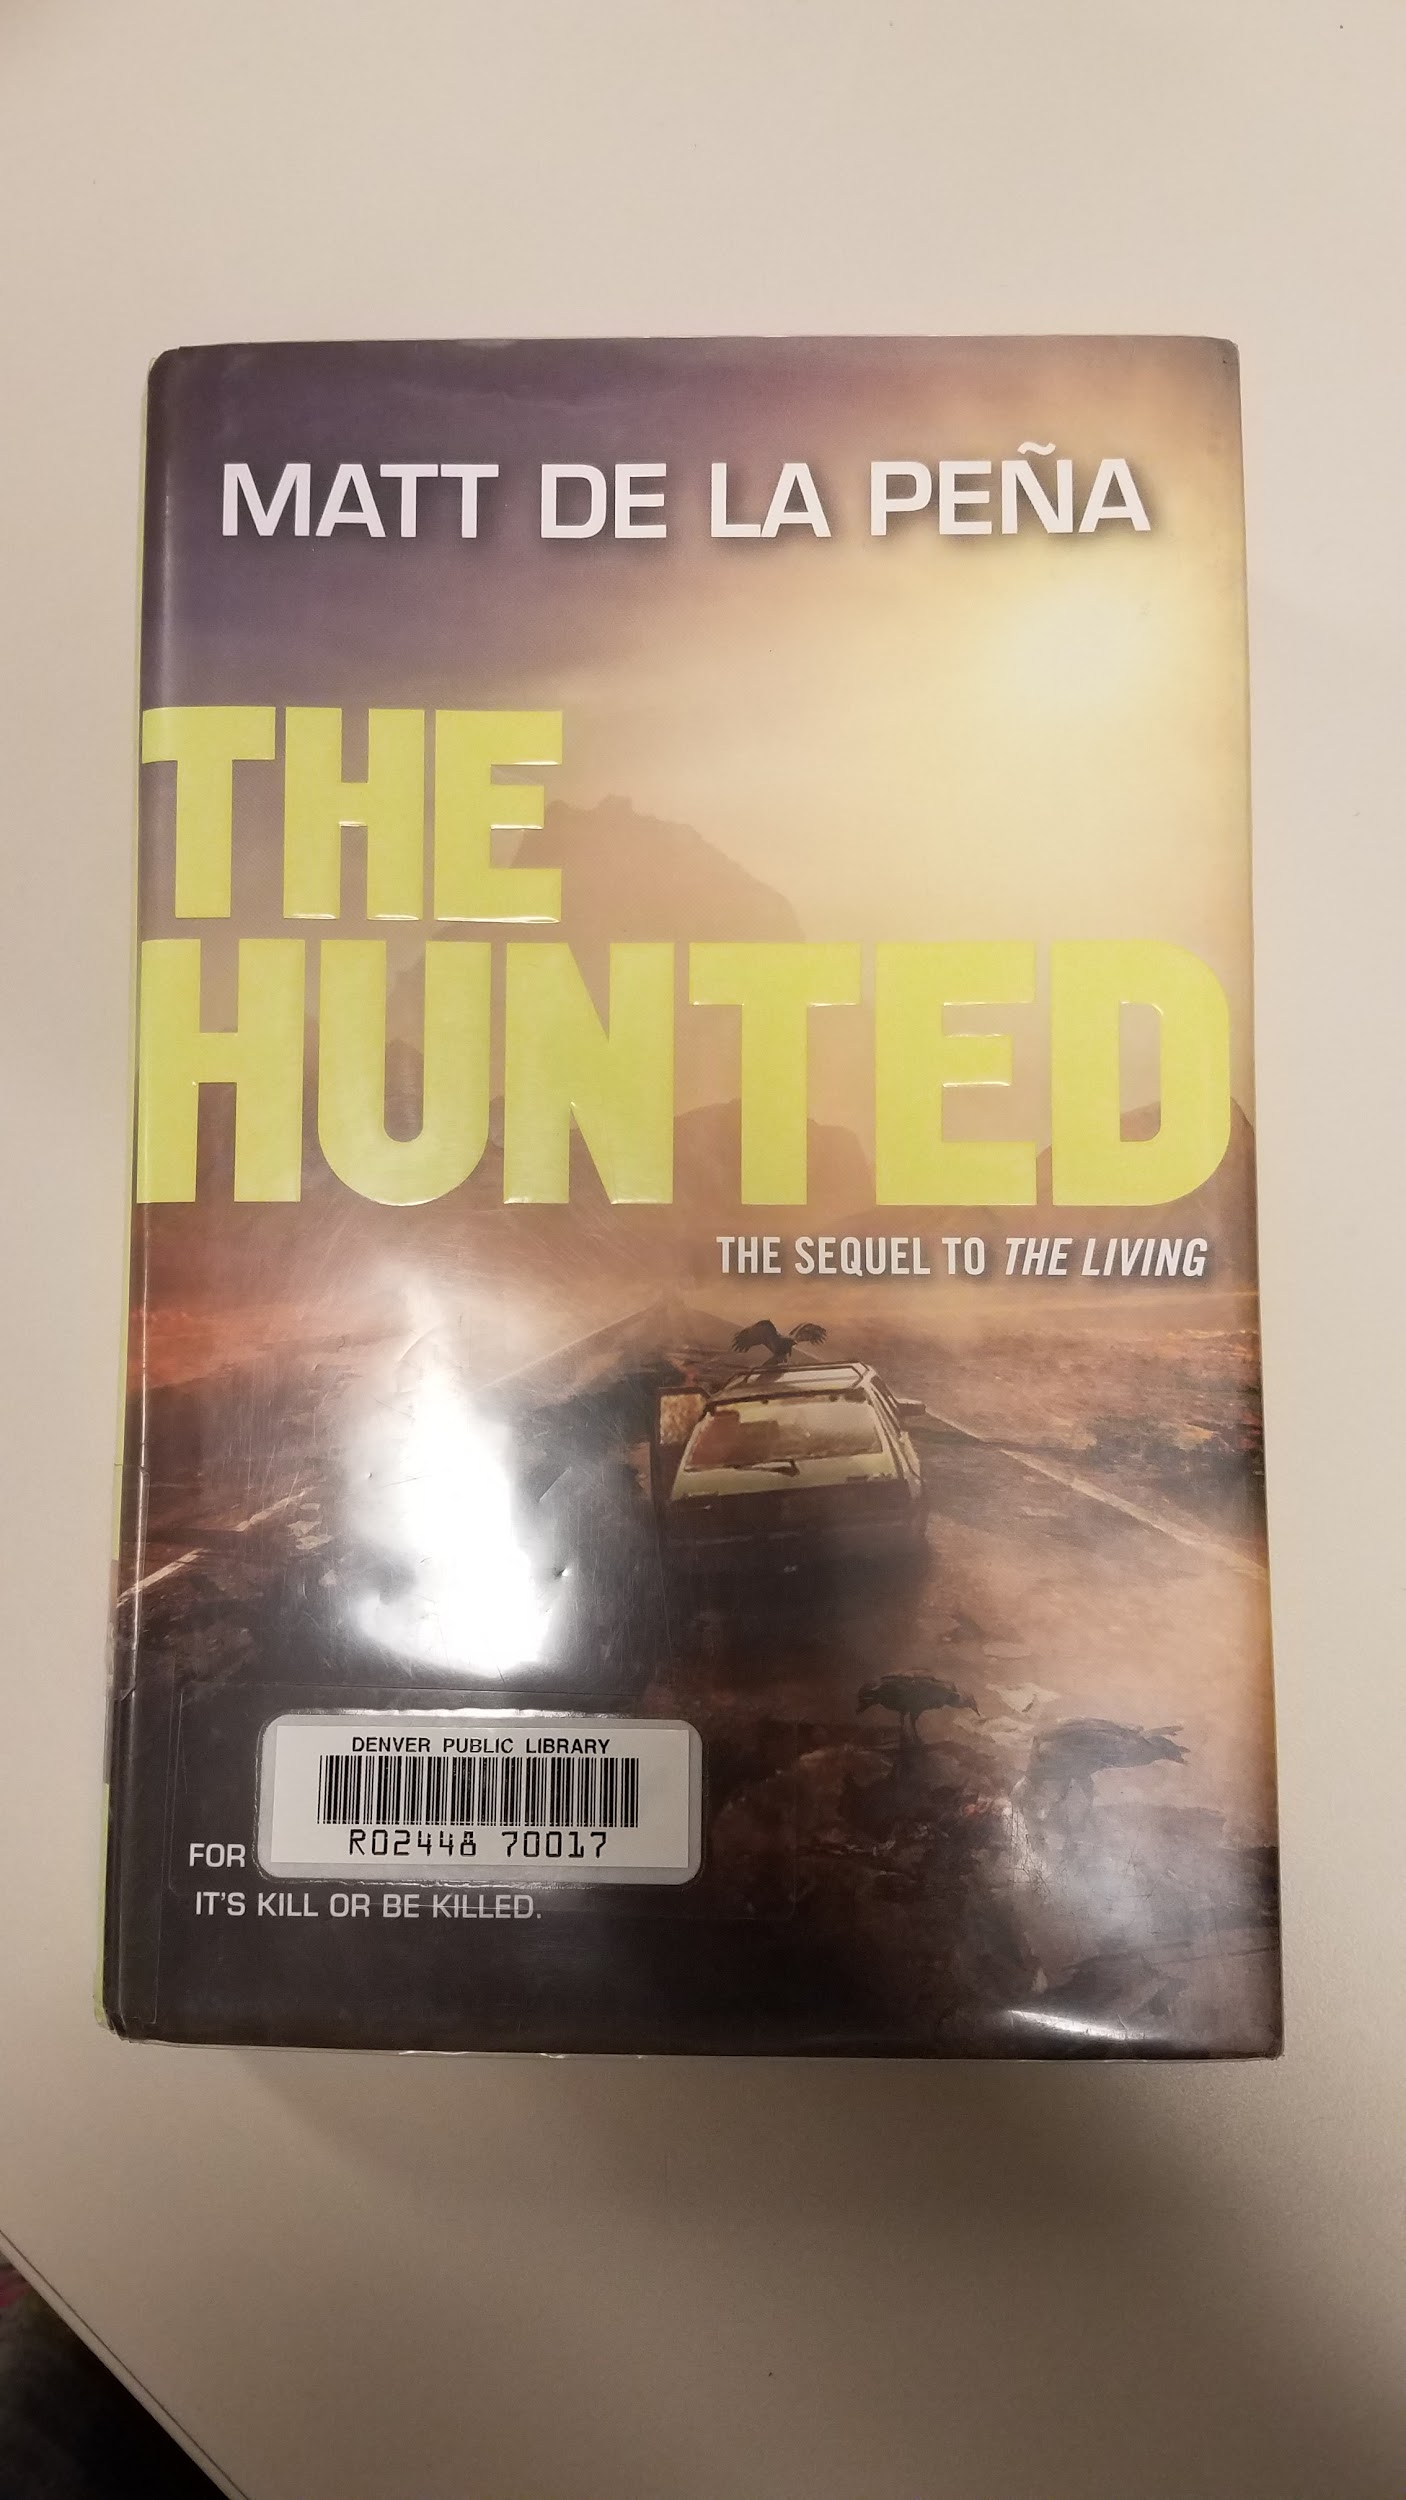 MATT DE LA PEÑA
THE
HUNTED
THE SEQUEL TO THE LIVING
DENVER PUBLIC LIBRARY
R02448 70017
FOR
IT'S KILL OR BE KILLED.